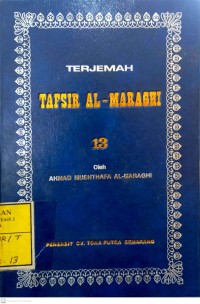 TERJEMAH
TAFSIR AL-MARAGHI
13
Oleh
AHMAD MUSHTHAFA AL-MARAGHI
PENERBIT CV. TOHA PUTRA SEMARANG